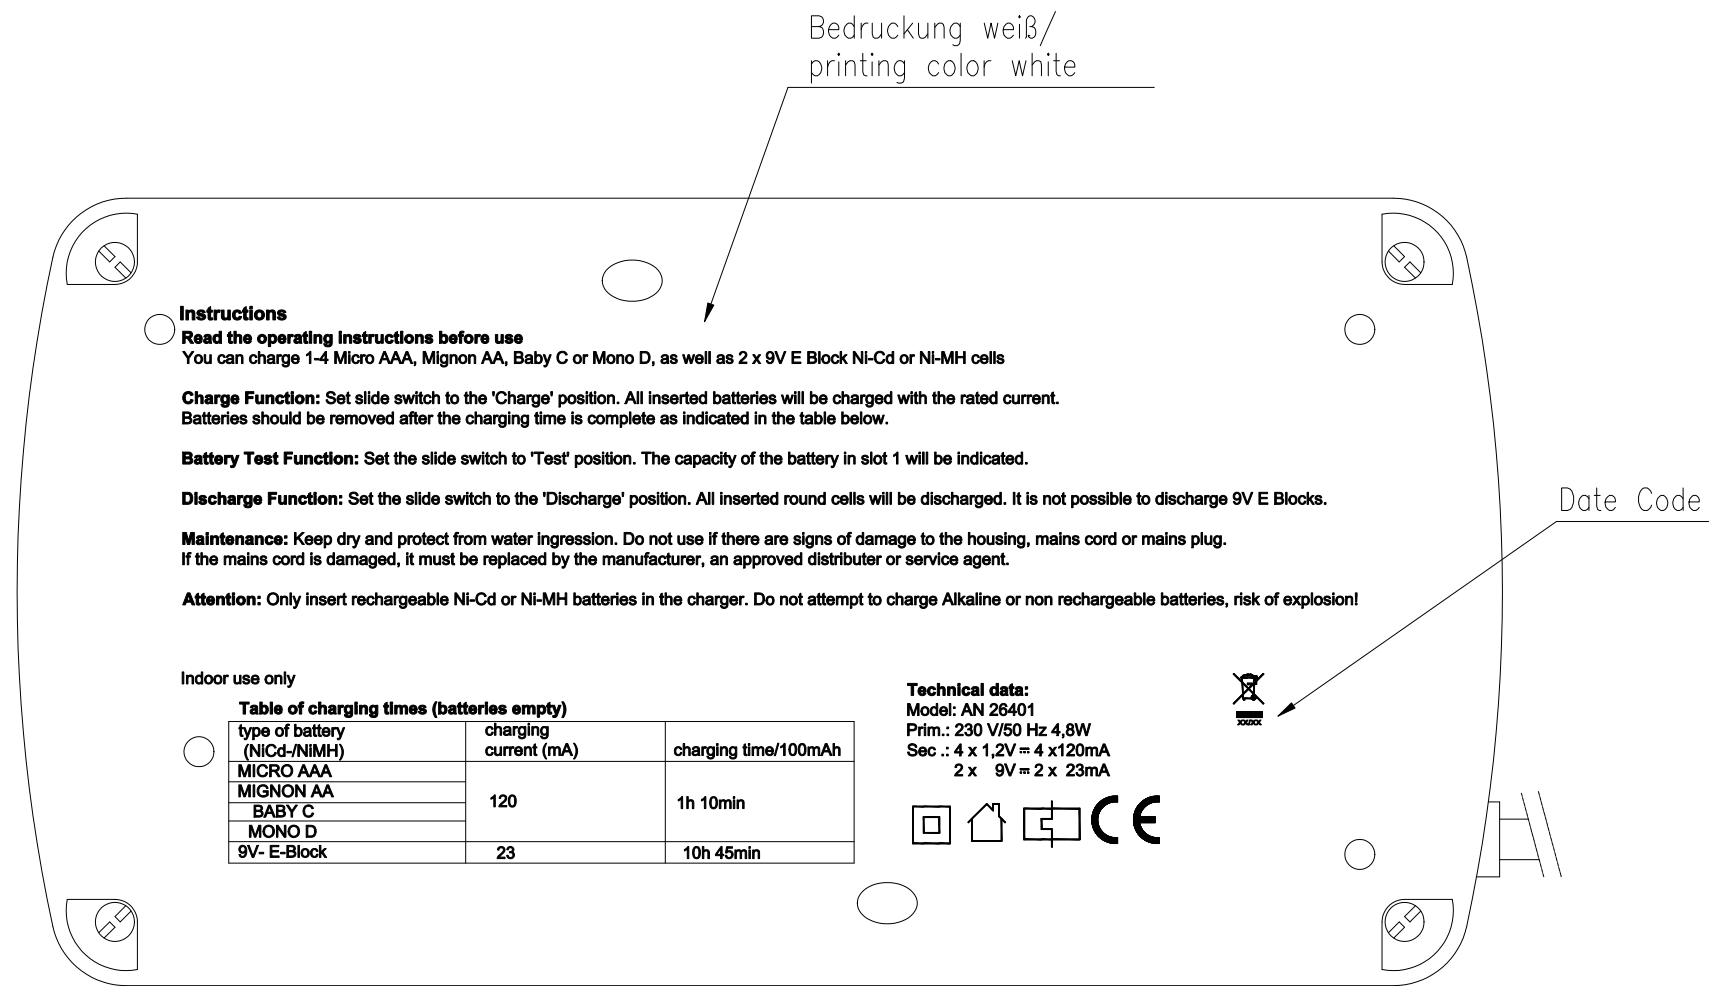 Bedruckung weiß/
printing color white
Instructions
Read the operating instructions before use
You can charge 1-4 Micro AAA, Mignon AA, Baby C or Mono D, as well as 2 x 9V E Block Ni-Cd or Ni-MH cells
Charge Function: Set slide switch to the 'Charge' position. All inserted batteries will be charged with the rated current.
Batteries should be removed after the charging time is complete as indicated in the table below.
Battery Test Function: Set the slide switch to 'Test' position. The capacity of the battery in slot 1 will be indicated.
Discharge Function: Set the slide switch to the 'Discharge' position. All inserted round cells will be discharged. It is not possible to discharge 9V E Blocks.
Date Code
Maintenance: Keep dry and protect from water ingression. Do not use if there are signs of damage to the housing, mains cord or mains plug.
If the mains cord is damaged, it must be replaced by the manufacturer, an approved distributer or service agent.
Attention: Only insert rechargeable Ni-Cd or Ni-MH batteries in the charger. Do not attempt to charge Alkaline or non rechargeable batteries, risk of explosion!
Indoor use only
Table of charging times (batteries empty)
type of battery
(NiCd-/NiMH)
charging
current (mA)
charging time/100mAh
MICRO AAA
MIGNON AA
BABY C
MONO D
120
1h 10min
9V- E-Block
23
10h 45min
Technical data:
Model: AN 26401
Prim.: 230 V/50 Hz 4,8W
Sec .: 4 x 1,2V ⎓ 4 x120mA
2 x 9V ⎓ 2 x 23mA
XX/XX
CE